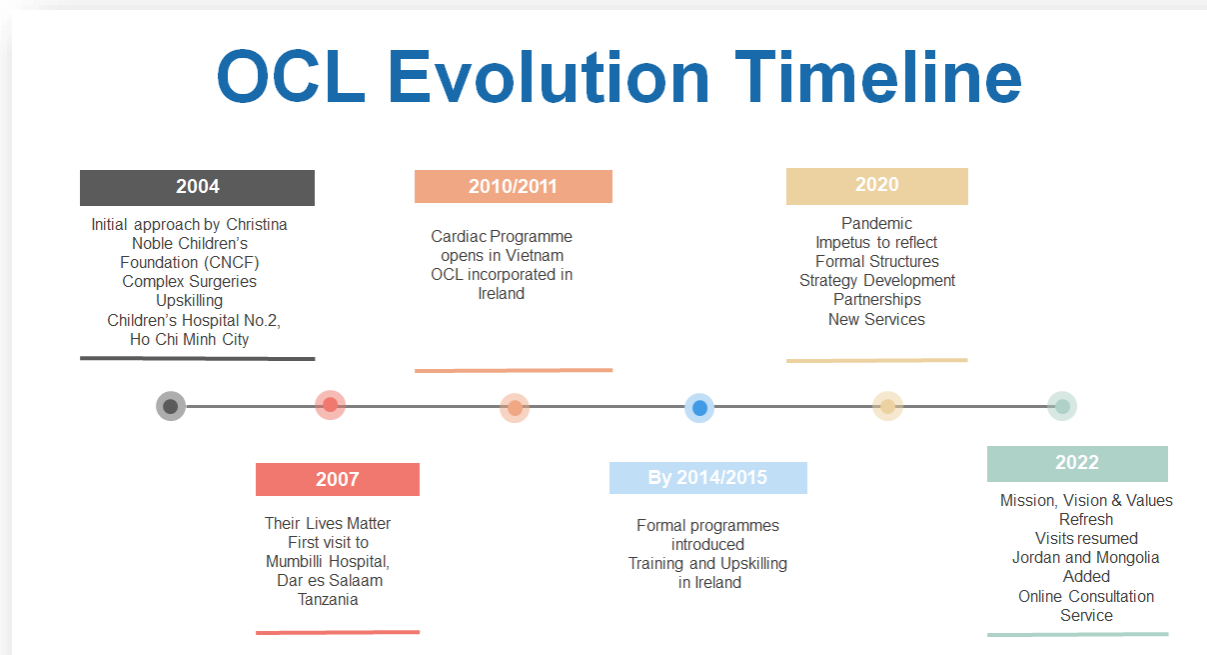 OCL Evolution Timeline
2004
Initial approach by Christina
Noble Children's
Foundation (CNCF)
Complex Surgeries
Upskilling
Children's Hospital No.2,
Ho Chi Minh City
2007
Their Lives Matter
First visit to
Mumbilli Hospital,
Dar es Salaam
Tanzania
2010/2011
Cardiac Programme
opens in Vietnam
OCL incorporated in
Ireland
By 2014/2015
Formal programmes
introduced
Training and Upskilling
in Ireland
2020
Pandemic
Impetus to reflect
Formal Structures
Strategy Development
Partnerships
New Services
2022
Mission, Vision & Values
Refresh
Visits resumed
Jordan and Mongolia
Added
Online Consultation
Service